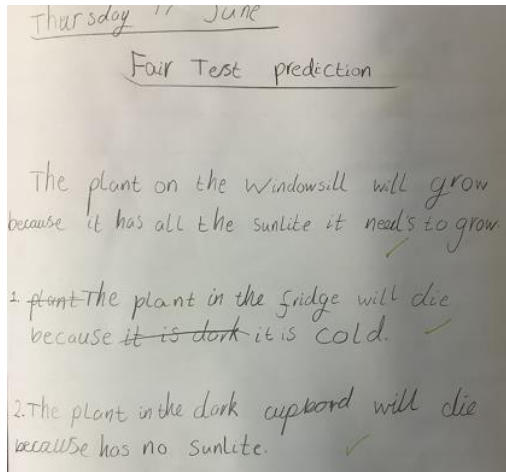 Thursday 17 June
Fair Test prediction
The plant on the windowsill will grow
because it has all the sunlite it need's to grow.
1. plant The plant in the fridge will die
because it is dark it is cold.
2. The plant in the dark cupbord will die
because has no sunlite.